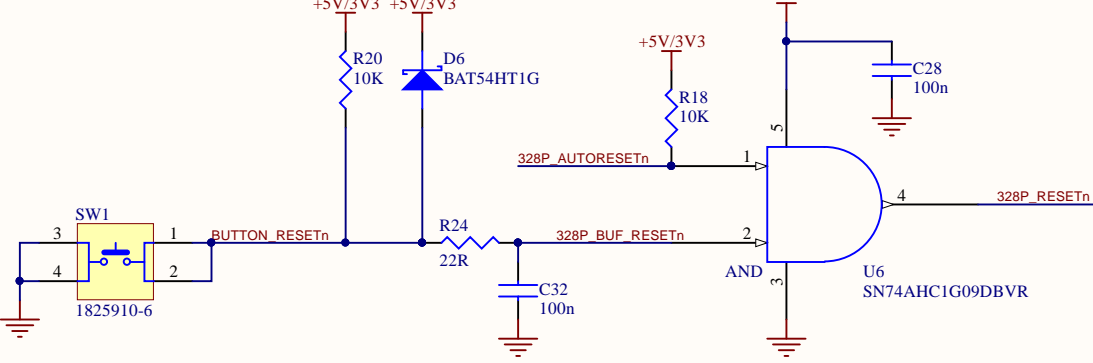 +5V/3V3 +5V/3V3
R20
10K
D6
BAT54HT1G
+5V/3V3
R18
10K
C28
100n
5
328P_AUTORESETn
1
4
328P_RESETn
SW1
3
4
1
2
BUTTON_RESETn
R24
22R
328P_BUF_RESETn
2
AND
3
U6
SN74AHC1G09DBVR
C32
100n
1825910-6